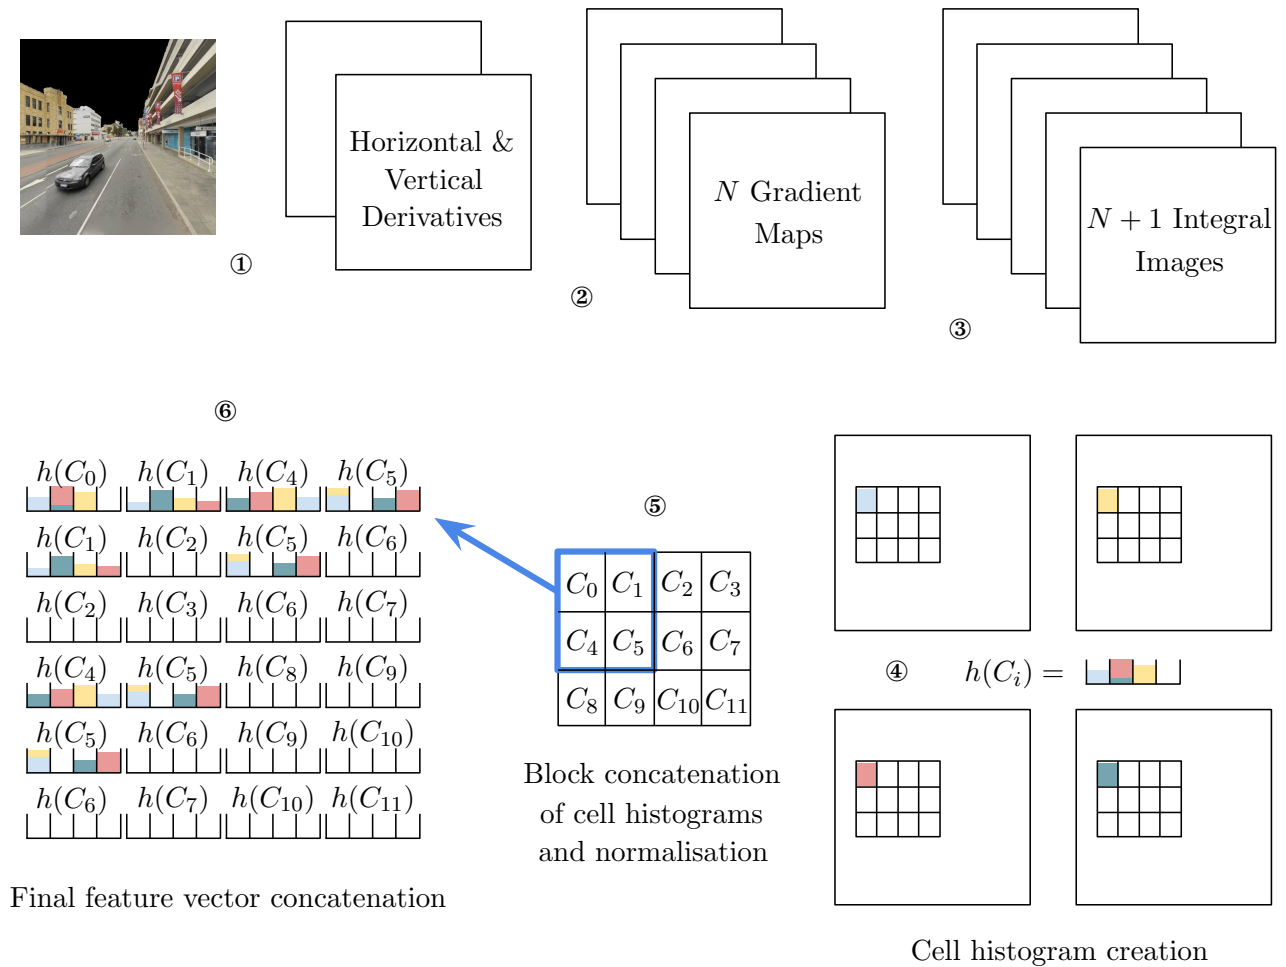 Horizontal &
Vertical
Derivatives
N Gradient
Maps
N + 1 Integral
Images
①
②
③
⑥
h(C₀) h(C₁) h(C₄) h(C₅)
h(C₁) h(C₂) h(C₅) h(C₆)
h(C₂) h(C₃) h(C₆) h(C₇)
h(C₄) h(C₅) h(C₈) h(C₉)
h(C₅) h(C₆) h(C₉) h(C₁₀)
h(C₆) h(C₇) h(C₁₀) h(C₁₁)
Final feature vector concatenation
⑤
C₀ C₁ C₂ C₃
C₄ C₅ C₆ C₇
C₈ C₉ C₁₀ C₁₁
Block concatenation
of cell histograms
and normalisation
④
h(Cᵢ) =
Cell histogram creation